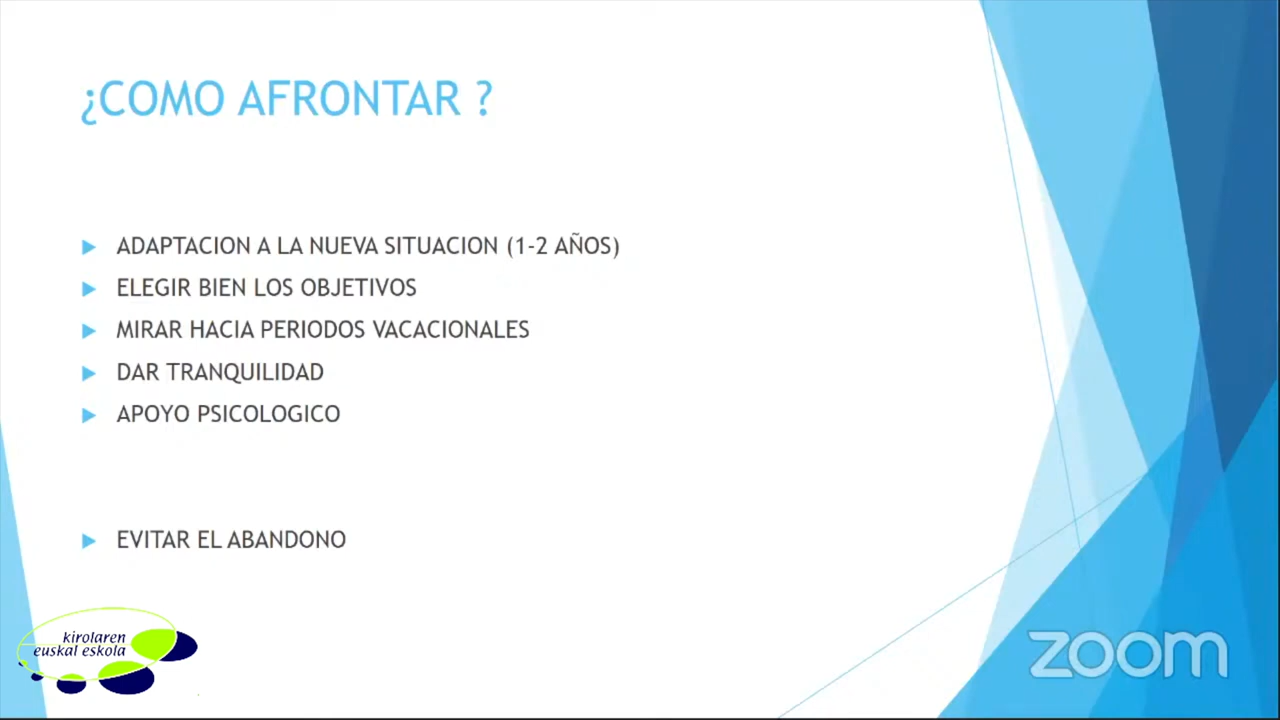 ¿COMO AFRONTAR ?
ADAPTACION A LA NUEVA SITUACION (1-2 AÑOS)
ELEGIR BIEN LOS OBJETIVOS
MIRAR HACIA PERIODOS VACACIONALES
DAR TRANQUILIDAD
APOYO PSICOLOGICO
EVITAR EL ABANDONO
kirolaren
euskal eskola
zoom